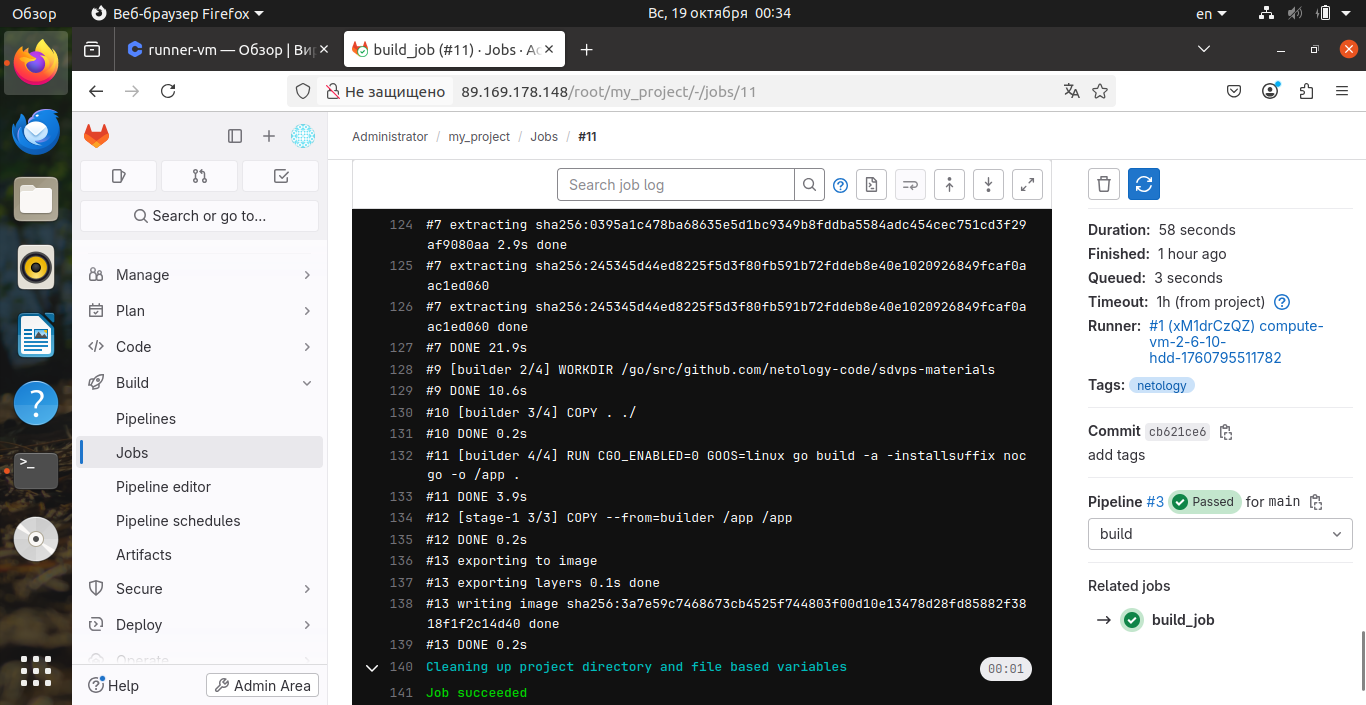 Обзор
Веб-браузер Firefox
Вс, 19 октября 00:34
en
runner-vm — Обзор | Вир
build_job (#11) · Jobs · Ac
Не защищено
89.169.178.148/root/my_project/-/jobs/11
Administrator / my_project / Jobs / #11
Search or go to...
Manage
Plan
Code
Build
Pipelines
Jobs
Pipeline editor
Pipeline schedules
Artifacts
Secure
Deploy
Operate
Help
Admin Area
Search job log
124 #7 extracting sha256:0395a1c478ba68635e5d1bc9349b8fddba5584adc454cec751cd3f29
af9080aa 2.9s done
125 #7 extracting sha256:245345d44ed8225f5d3f80fb591b72fddeb8e40e1020926849fcaf0a
ac1ed060
126 #7 extracting sha256:245345d44ed8225f5d3f80fb591b72fddeb8e40e1020926849fcaf0a
ac1ed060 done
127 #7 DONE 21.9s
128 #9 [builder 2/4] WORKDIR /go/src/github.com/netology-code/sdvps-materials
129 #9 DONE 10.6s
130 #10 [builder 3/4] COPY . ./
131 #10 DONE 0.2s
132 #11 [builder 4/4] RUN CGO_ENABLED=0 GOOS=linux go build -a -installsuffix noc
go -o /app .
133 #11 DONE 3.9s
134 #12 [stage-1 3/3] COPY --from=builder /app /app
135 #12 DONE 0.2s
136 #13 exporting to image
137 #13 exporting layers 0.1s done
138 #13 writing image sha256:3a7e59c7468673cb4525f744803f00d10e13478d28fd85882f38
18f1f2c14d40 done
139 #13 DONE 0.2s
140 Cleaning up project directory and file based variables 00:01
141 Job succeeded
Duration: 58 seconds
Finished: 1 hour ago
Queued: 3 seconds
Timeout: 1h (from project)
Runner: #1 (xM1drCzQZ) compute-
vm-2-6-10-
hdd-1760795511782
Tags: netology
Commit cb621ce6
add tags
Pipeline #3 Passed for main
build
Related jobs
build_job